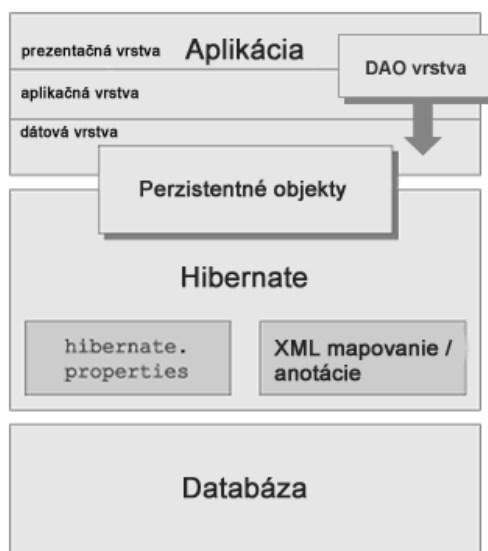 prezentačná vrstva
Aplikácia
DAO vrstva
aplikačná vrstva
dátová vrstva
Perzistentné objekty
Hibernate
hibernate.
properties
XML mapovanie /
anotácie
Databáza